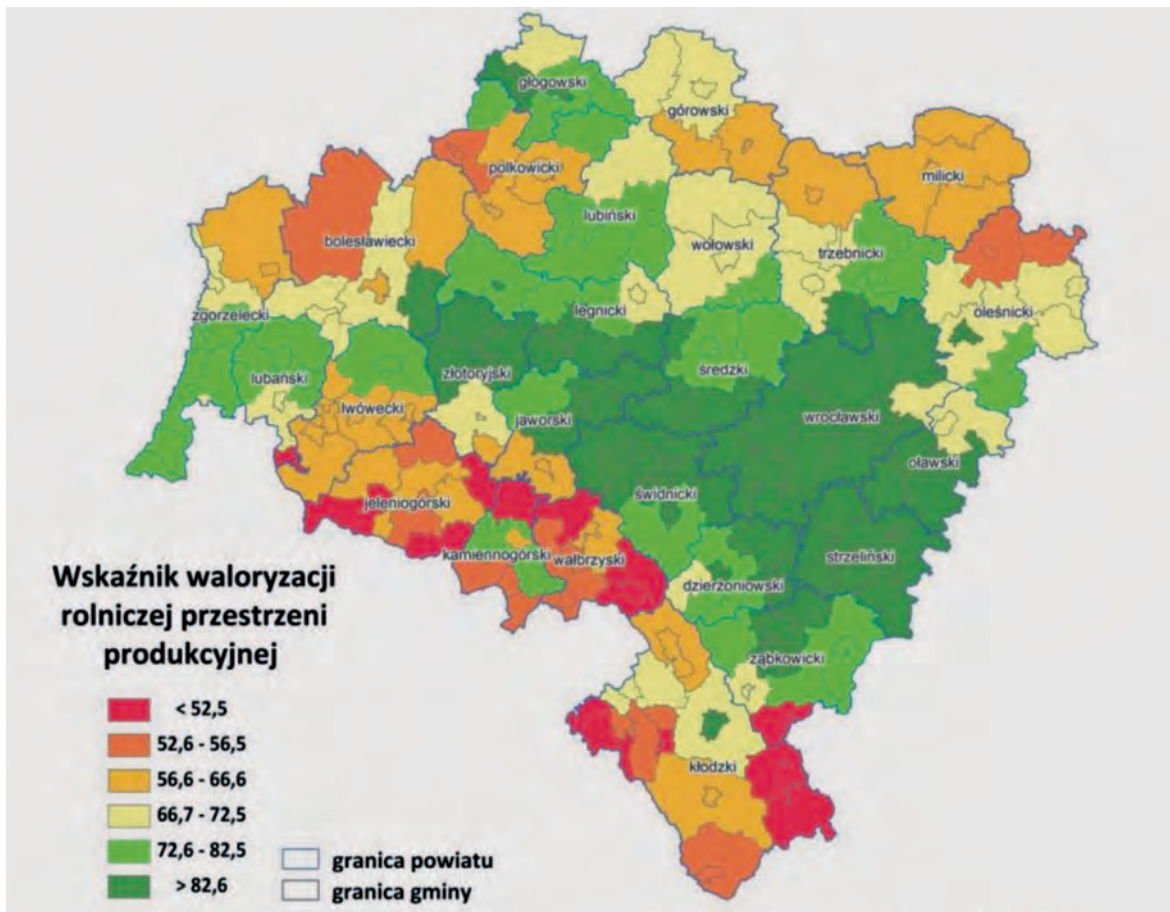 głogowski
górowski
polkowicki
milicki
lubiński
bolesławiecki
wołowski
trzebnicki
zgorzelecki
legnicki
oleśnicki
lubański
złotoryjski
średzki
lwówecki
jaworski
wrocławski
oławski
jeleniogórski
świdnicki
kamiennogórski
wałbrzyski
strzeliński
dzierżoniowski
ząbkowicki
kłodzki
Wskaźnik waloryzacji
rolniczej przestrzeni
produkcyjnej
< 52,5
52,6 - 56,5
56,6 - 66,6
66,7 - 72,5
72,6 - 82,5
> 82,6
granica powiatu
granica gminy